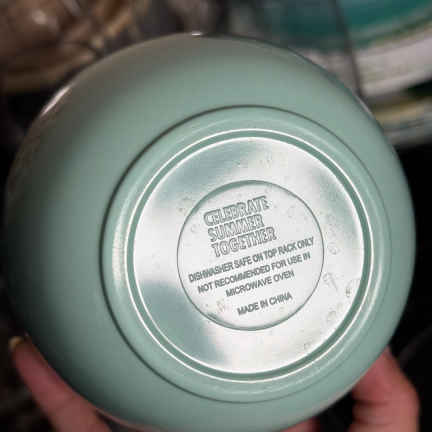 CELEBRATE
SUMMER
TOGETHER
DISHWASHER SAFE ON TOP RACK ONLY
NOT RECOMMENDED FOR USE IN
MICROWAVE OVEN
MADE IN CHINA